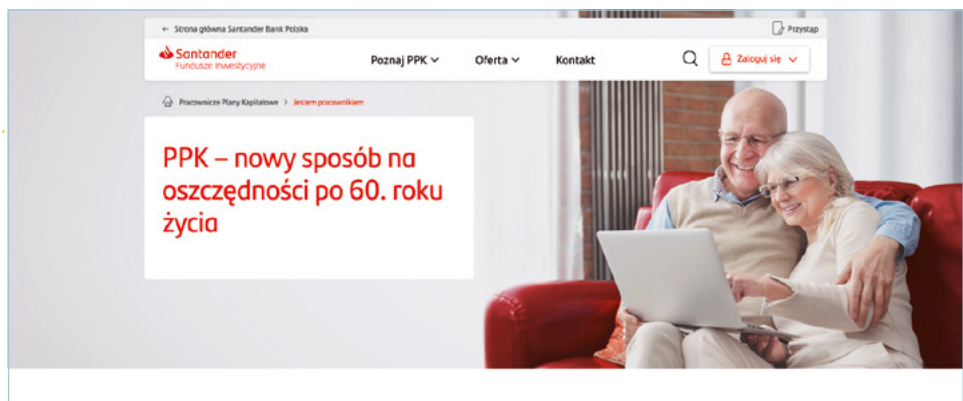 ← Strona główna Santander Bank Polska
Przystąp
Santander
Fundusze Inwestycyjne
Poznaj PPK
Oferta
Kontakt
Zaloguj się
Pracownicze Plany Kapitałowe > Jestem pracownikiem
PPK – nowy sposób na
oszczędności po 60. roku
życia